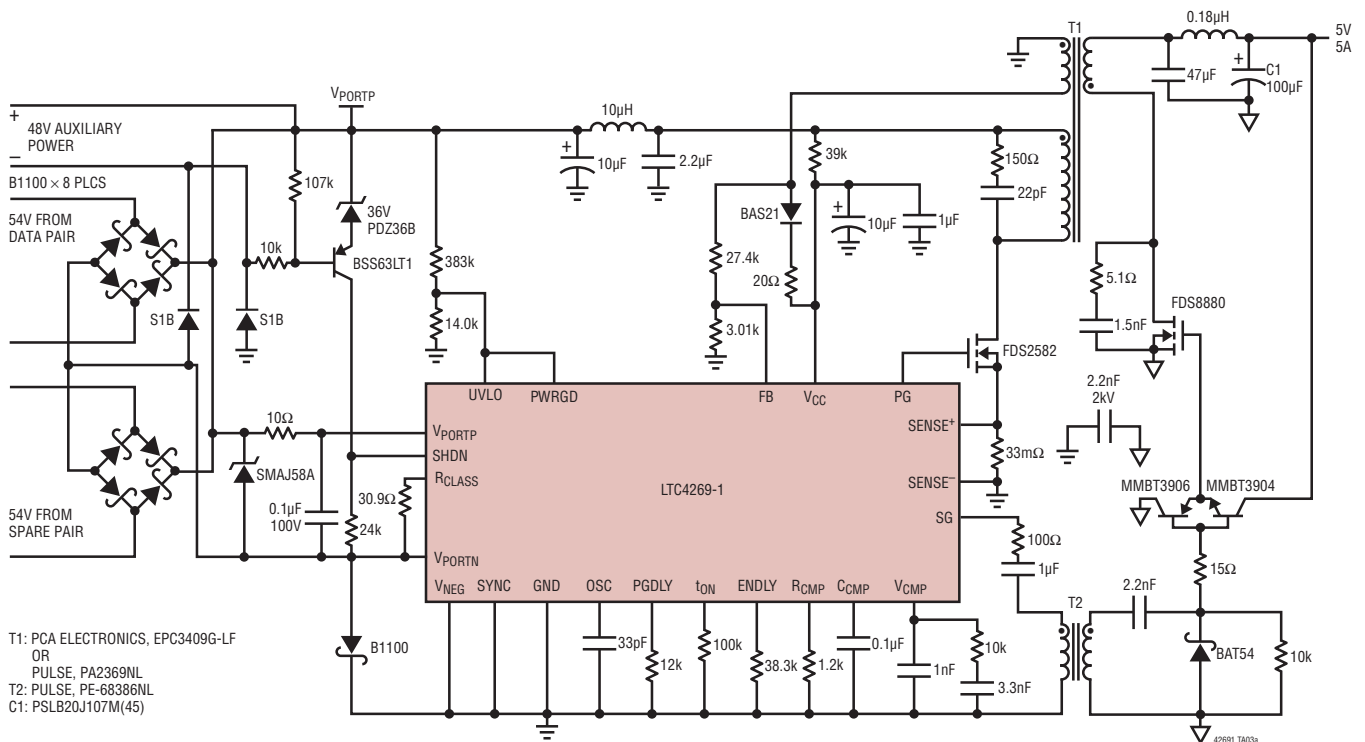 T1
0.18µH
5V
5A
+
47µF
C1
100µF
VPORTP
+
48V AUXILIARY
POWER
–
10µH
+
10µF
2.2µF
39k
150Ω
22pF
B1100 × 8 PLCS
107k
36V
PDZ36B
BAS21
+
10µF
1µF
54V FROM
DATA PAIR
10k
BSS63LT1
383k
27.4k
20Ω
5.1Ω
FDS8880
S1B
S1B
14.0k
3.01k
1.5nF
FDS2582
UVLO
PWRGD
FB
VCC
PG
2.2nF
2kV
VPORTP
SENSE+
10Ω
SHDN
33mΩ
SMAJ58A
RCLASS
LTC4269-1
SENSE–
MMBT3906
MMBT3904
30.9Ω
0.1µF
100V
24k
SG
54V FROM
SPARE PAIR
100Ω
15Ω
VPORTN
1µF
VNEG
SYNC
GND
OSC
PGDLY
tON
ENDLY
RCMP
CCMP
VCMP
T2
2.2nF
33pF
100k
0.1µF
10k
B1100
12k
38.3k
1.2k
1nF
3.3nF
BAT54
10k
T1: PCA ELECTRONICS, EPC3409G-LF
OR
PULSE, PA2369NL
T2: PULSE, PE-68386NL
C1: PSLB20J107M(45)
42691 TA03a